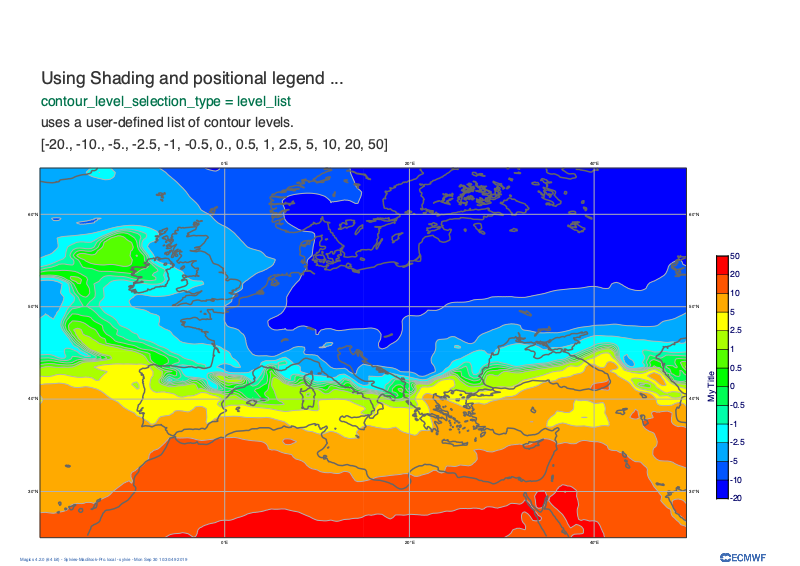 Using Shading and positional legend ...
contour_level_selection_type = level_list
uses a user-defined list of contour levels.
[-20., -10., -5., -2.5, -1, -0.5, 0., 0.5, 1, 2.5, 5, 10, 20, 50]
0°E 20°E 40°E
60°N 60°N
50°N 50°N
40°N 40°N
30°N 30°N
0°E 20°E 40°E
50
20
10
5
2.5
1
0.5
0
-0.5
-1
-2.5
-5
-10
-20
My Title
ECMWF